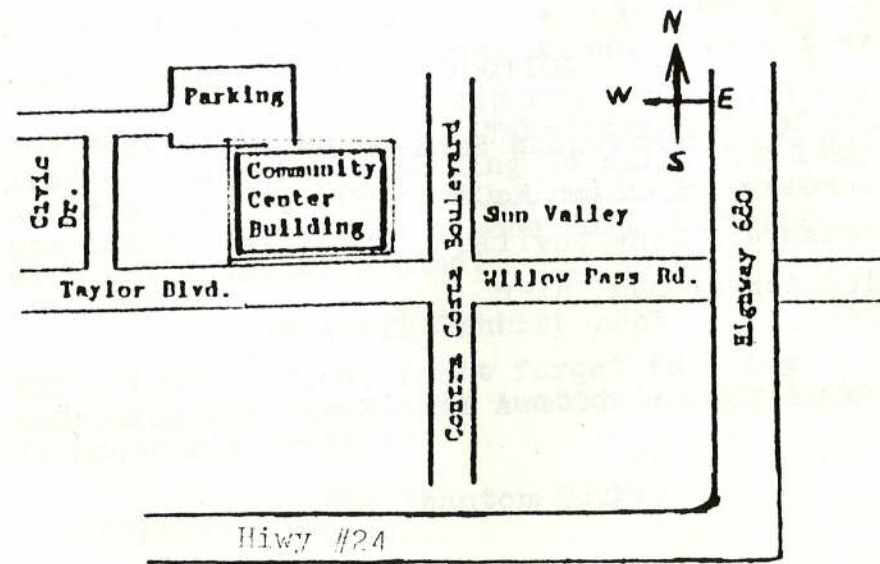 N
W E
S
Parking
Community
Center
Building
Civic
Dr.
Contra Costa Boulevard
Sun Valley
Highway 680
Taylor Blvd.
Willow Pass Rd.
Hiwy #24